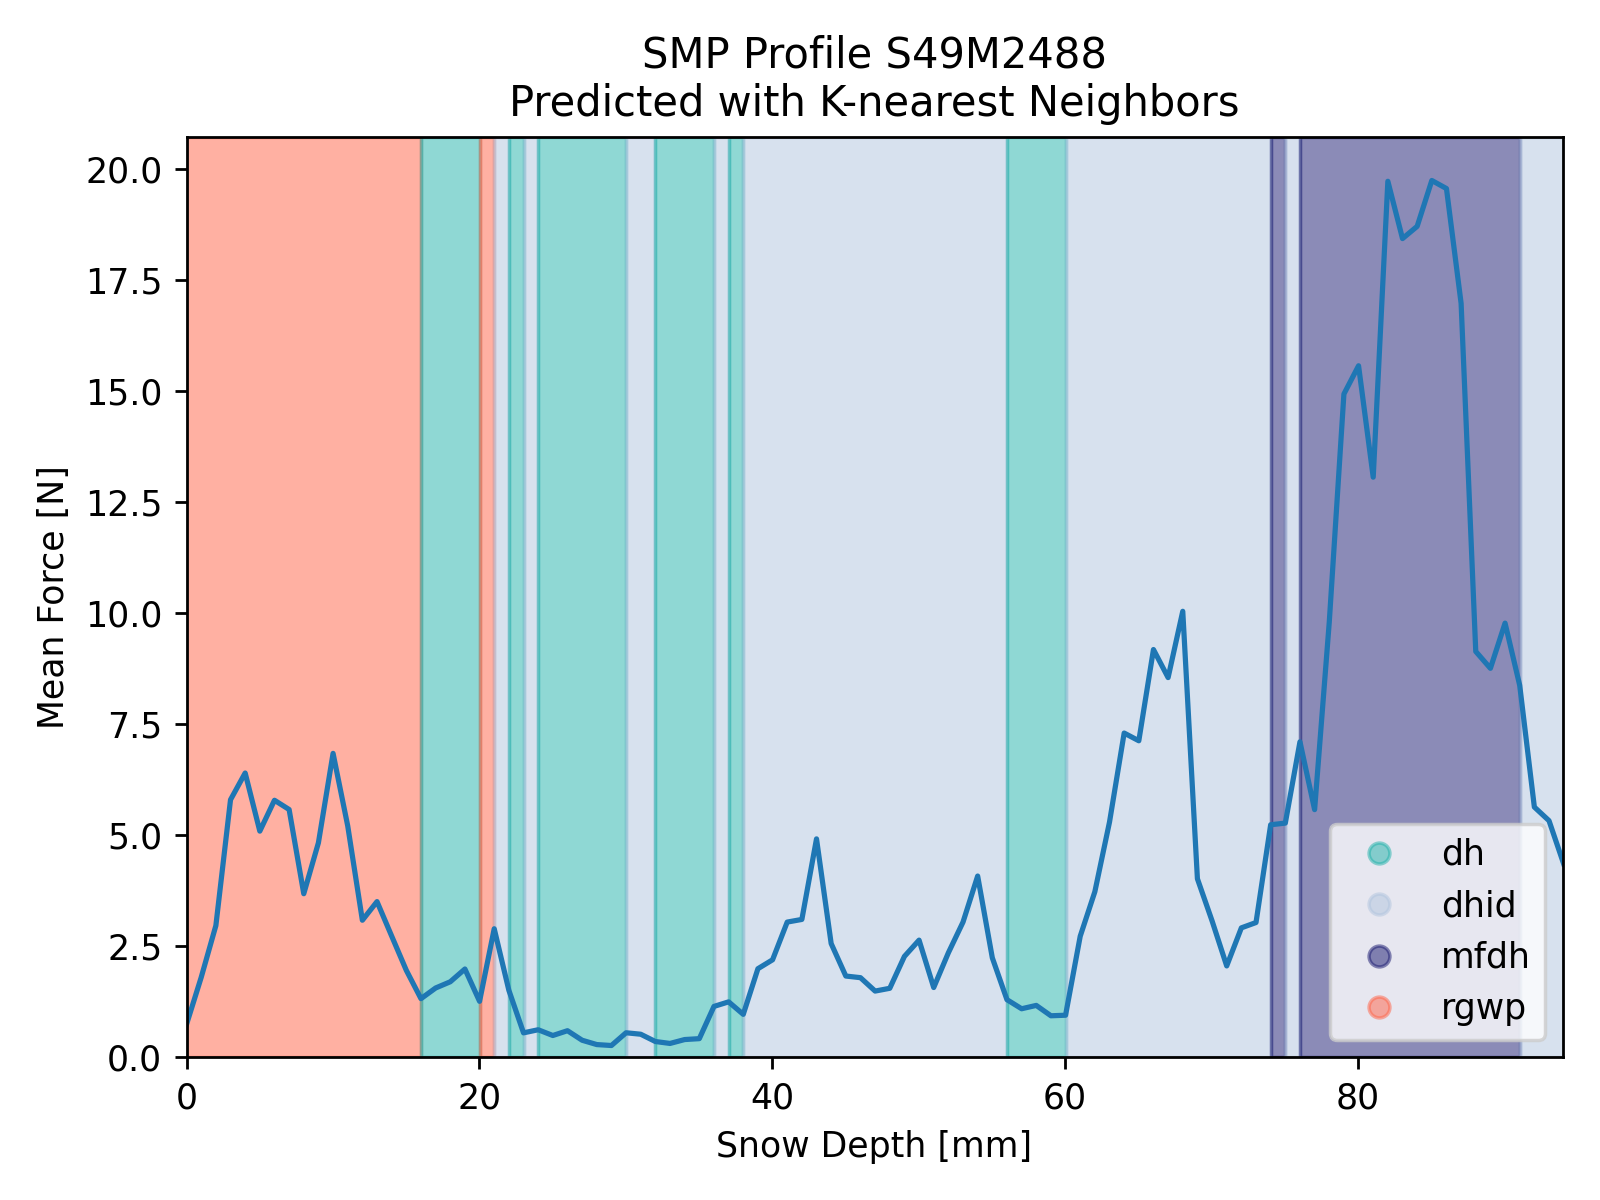 SMP Profile S49M2488
Predicted with K-nearest Neighbors
Mean Force [N]
20.0
17.5
15.0
12.5
10.0
7.5
5.0
2.5
0.0
dh
dhid
mfdh
rgwp
0 20 40 60 80
Snow Depth [mm]